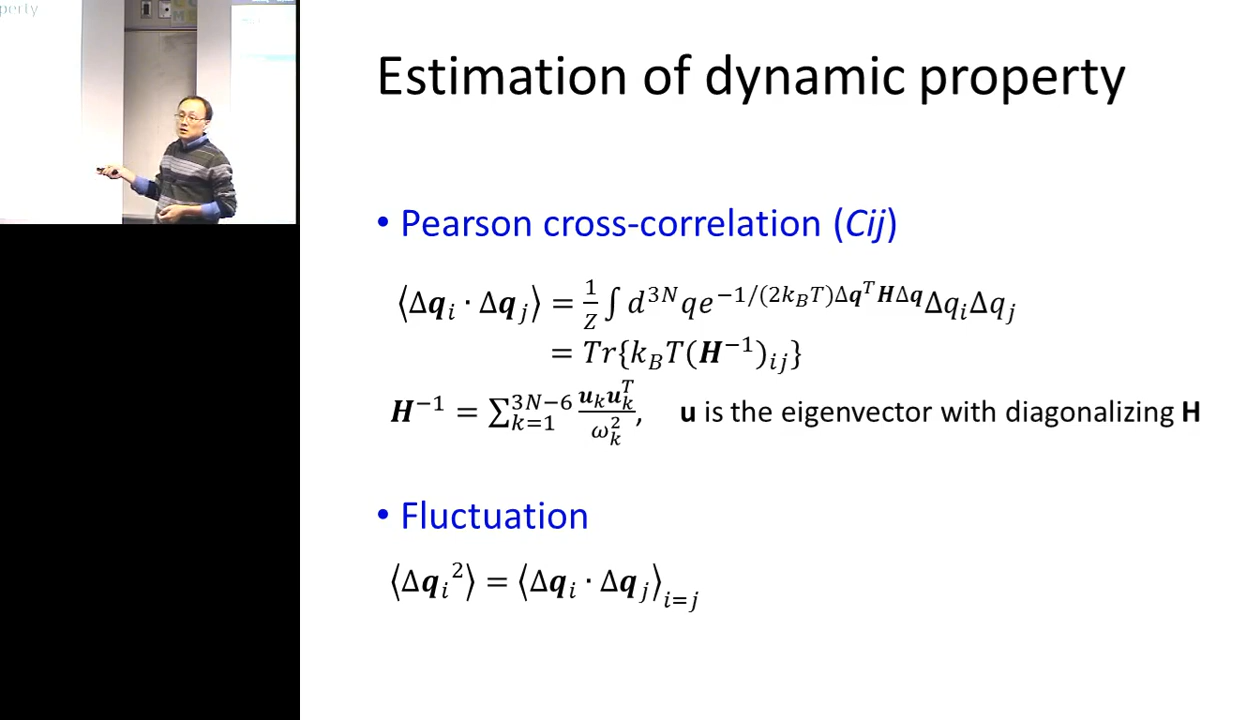 perty
Estimation of dynamic property
• Pearson cross-correlation (Cij)
⟨Δq_i · Δq_j⟩ = 1/Z ∫ d^{3N} q e^{−1/(2k_BT)Δq^T HΔq} Δq_iΔq_j
= Tr{k_BT(H^{−1})_{ij}}
H^{−1} = ∑_{k=1}^{3N−6} u_k u_k^T / ω_k^2 , u is the eigenvector with diagonalizing H
• Fluctuation
⟨Δq_i^2⟩ = ⟨Δq_i · Δq_j⟩_{i=j}